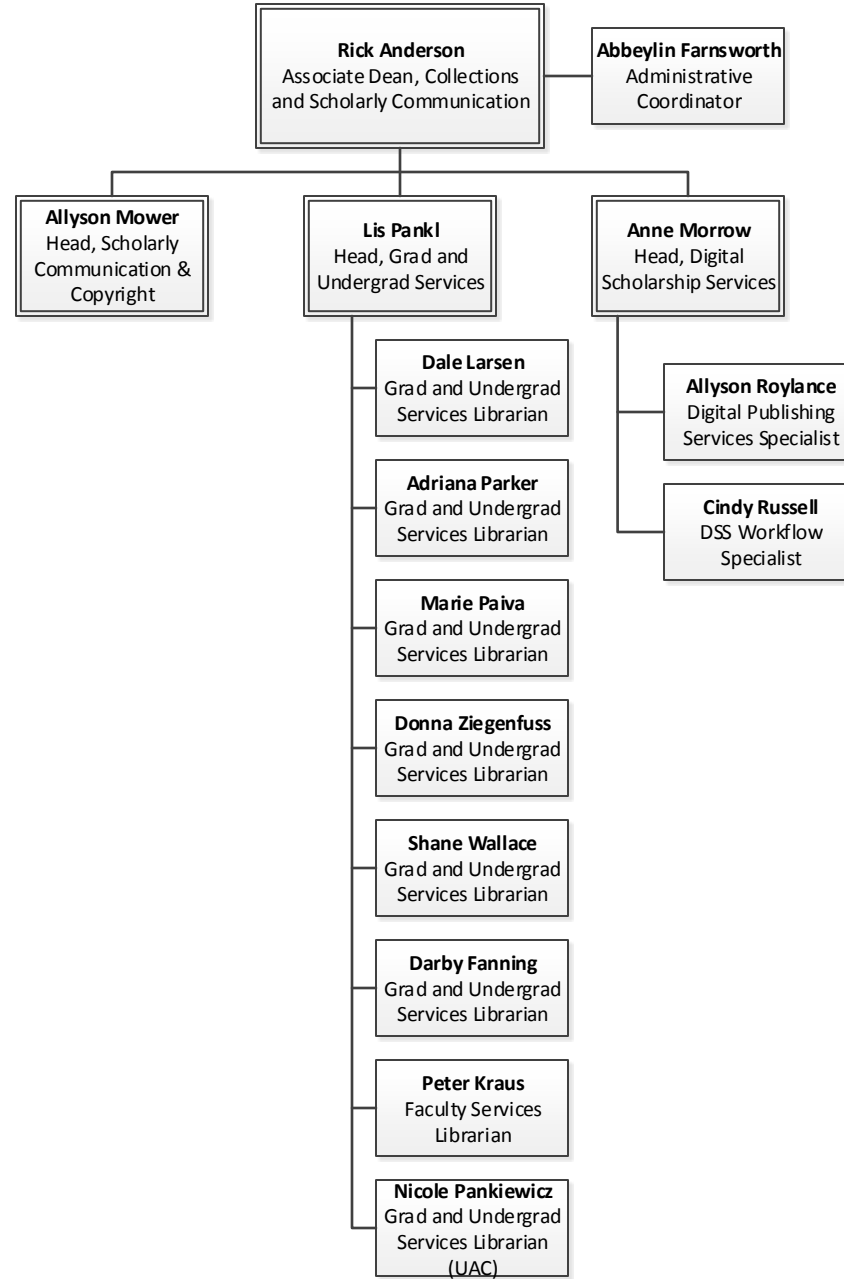 Rick Anderson
Associate Dean, Collections
and Scholarly Communication
Abbeylin Farnsworth
Administrative
Coordinator
Allyson Mower
Head, Scholarly
Communication &
Copyright
Lis Pankl
Head, Grad and
Undergrad Services
Anne Morrow
Head, Digital
Scholarship Services
Dale Larsen
Grad and Undergrad
Services Librarian
Adriana Parker
Grad and Undergrad
Services Librarian
Marie Paiva
Grad and Undergrad
Services Librarian
Donna Ziegenfuss
Grad and Undergrad
Services Librarian
Shane Wallace
Grad and Undergrad
Services Librarian
Darby Fanning
Grad and Undergrad
Services Librarian
Peter Kraus
Faculty Services
Librarian
Nicole Pankiewicz
Grad and Undergrad
Services Librarian
(UAC)
Allyson Roylance
Digital Publishing
Services Specialist
Cindy Russell
DSS Workflow
Specialist